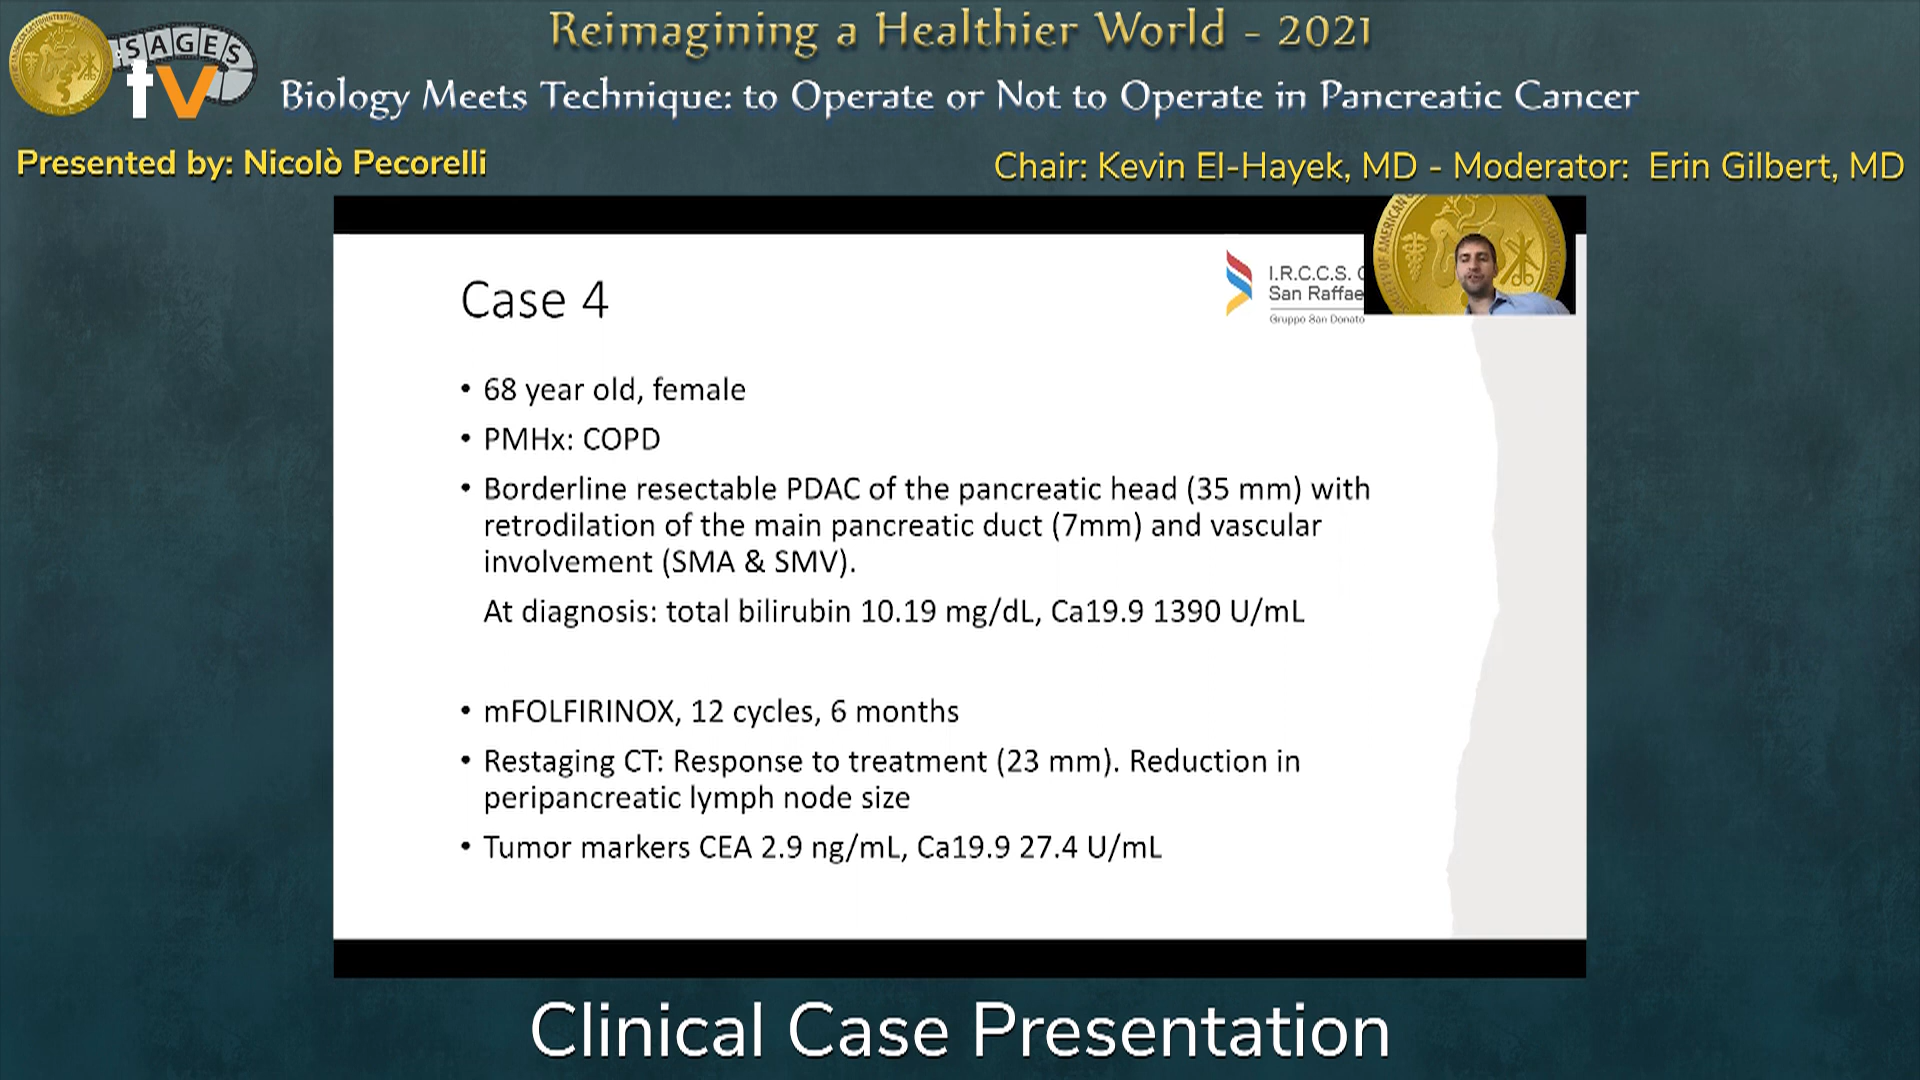 Reimagining a Healthier World - 2021
SAGES
tv
Biology Meets Technique: to Operate or Not to Operate in Pancreatic Cancer
Presented by: Nicolò Pecorelli
Chair: Kevin El-Hayek, MD - Moderator: Erin Gilbert, MD
I.R.C.C.S.
San Raffae
Gruppo San Donato
Case 4
• 68 year old, female
• PMHx: COPD
• Borderline resectable PDAC of the pancreatic head (35 mm) with
retrodilation of the main pancreatic duct (7mm) and vascular
involvement (SMA & SMV).
At diagnosis: total bilirubin 10.19 mg/dL, Ca19.9 1390 U/mL
• mFOLFIRINOX, 12 cycles, 6 months
• Restaging CT: Response to treatment (23 mm). Reduction in
peripancreatic lymph node size
• Tumor markers CEA 2.9 ng/mL, Ca19.9 27.4 U/mL
Clinical Case Presentation